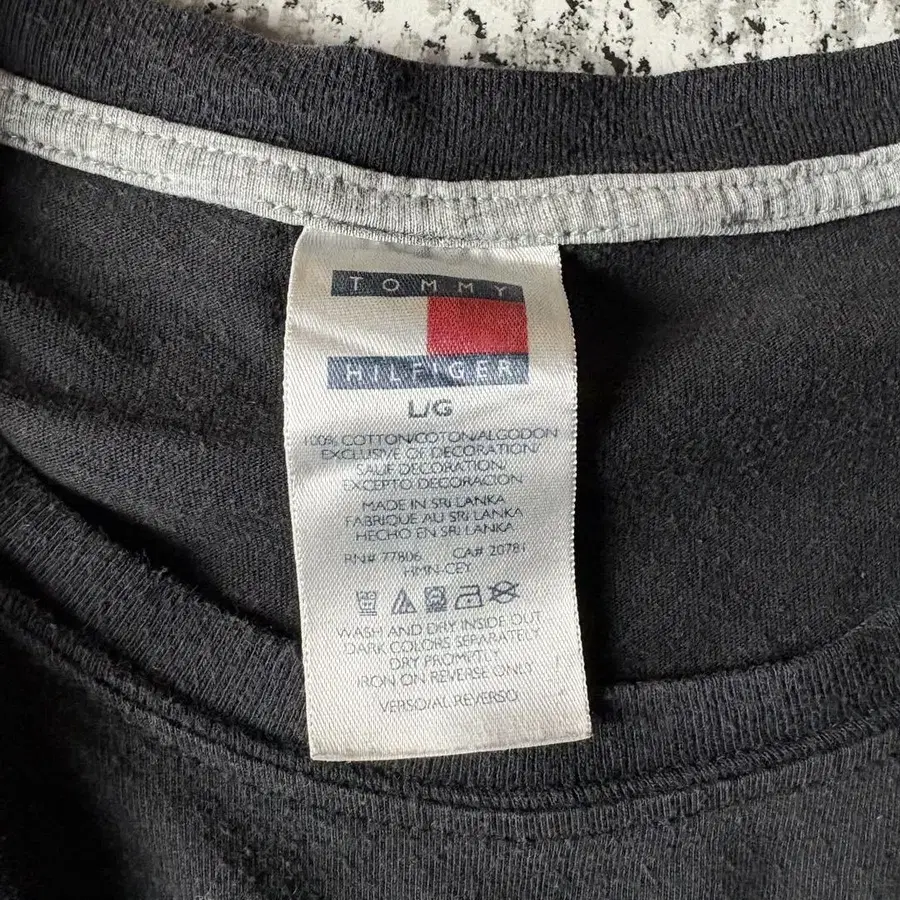 TOMMY
HILFIGER
L/G
100% COTTON/COTON/ALGODON
EXCLUSIVE OF DECORATION/
SAUF DECORATION/
EXCEPTO DECORACION
MADE IN SRI LANKA
FABRIQUE AU SRI LANKA
HECHO EN SRI LANKA
RN# 77806 CA# 20781
HMN-CEY
WASH AND DRY INSIDE OUT
DARK COLORS SEPARATELY
DRY PROMPTLY
IRON ON REVERSE ONLY
VERSO/AL REVERSO